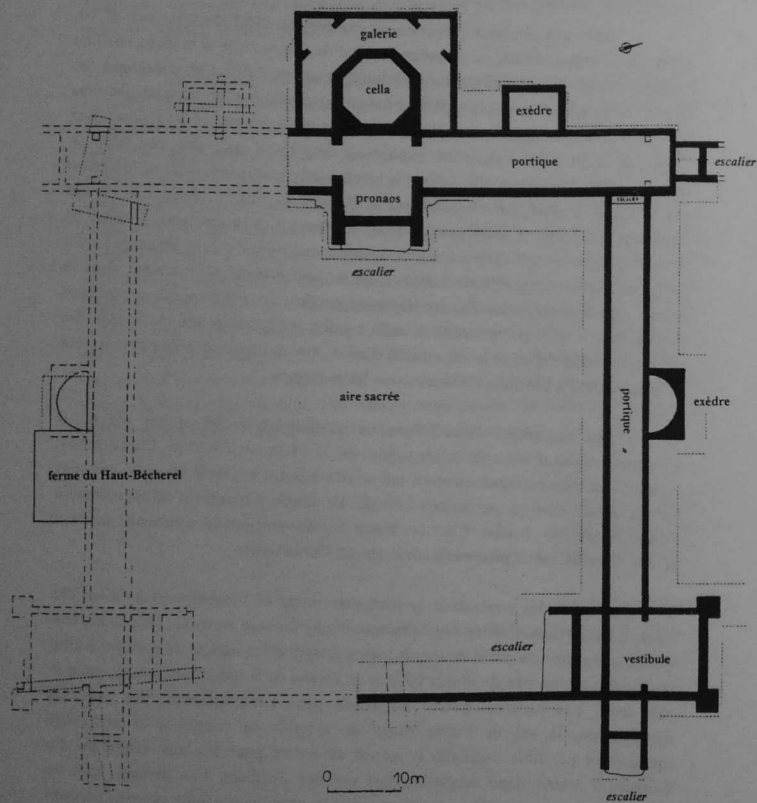 galerie
cella
exèdre
portique
escalier
pronaos
escalier
aire sacrée
portique
exèdre
ferme du Haut-Bécherel
escalier
vestibule
0 10m
escalier